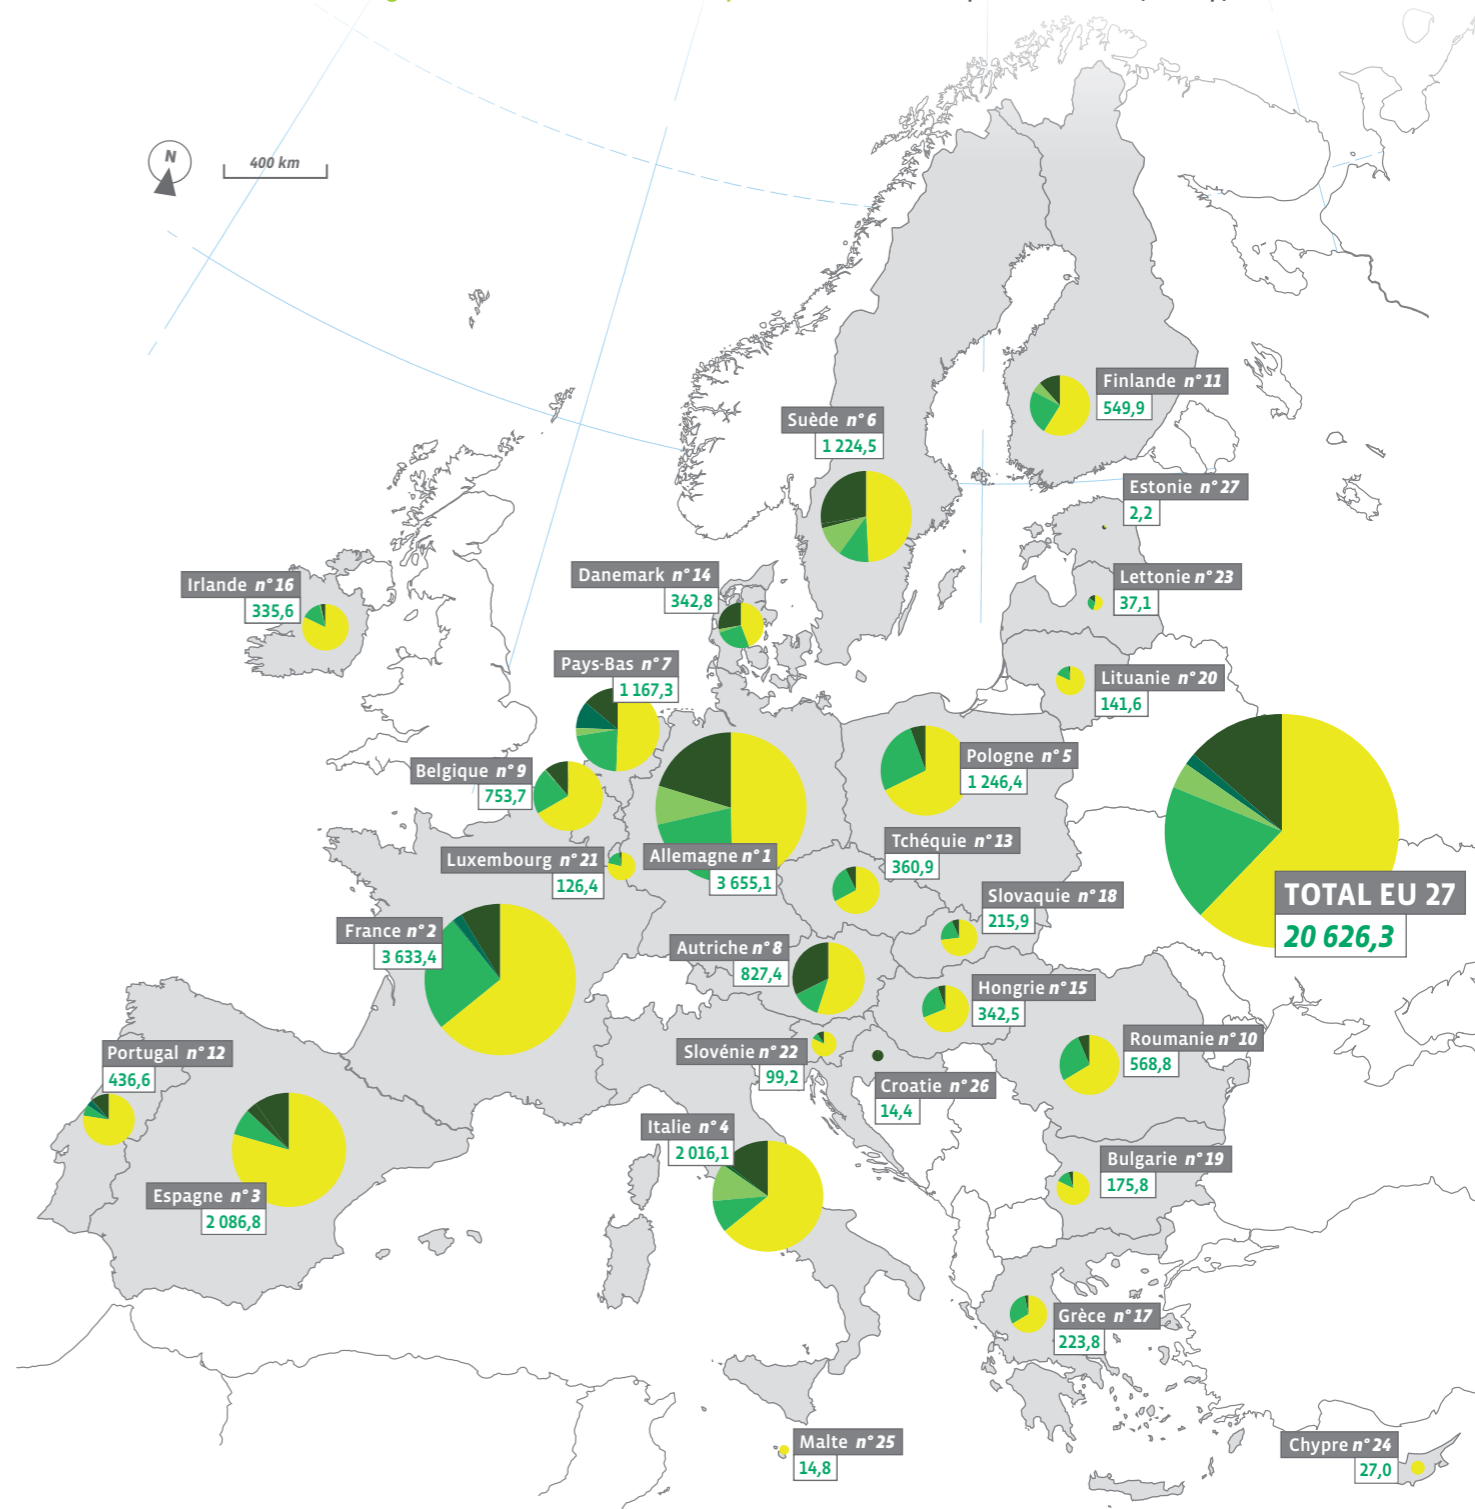 N
400 km
Finlande n° 11
549,9
Suède n° 6
1 224,5
Estonie n° 27
2,2
Irlande n° 16
335,6
Danemark n° 14
342,8
Lettonie n° 23
37,1
Pays-Bas n° 7
1 167,3
Lituanie n° 20
141,6
Belgique n° 9
753,7
Pologne n° 5
1 246,4
Luxembourg n° 21
126,4
Allemagne n° 1
3 655,1
Tchéquie n° 13
360,9
TOTAL EU 27
20 626,3
Slovaquie n° 18
215,9
France n° 2
3 633,4
Autriche n° 8
827,4
Hongrie n° 15
342,5
Roumanie n° 10
568,8
Portugal n° 12
436,6
Slovénie n° 22
99,2
Croatie n° 26
14,4
Italie n° 4
2 016,1
Bulgarie n° 19
175,8
Espagne n° 3
2 086,8
Grèce n° 17
223,8
Malte n° 25
14,8
Chypre n° 24
27,0